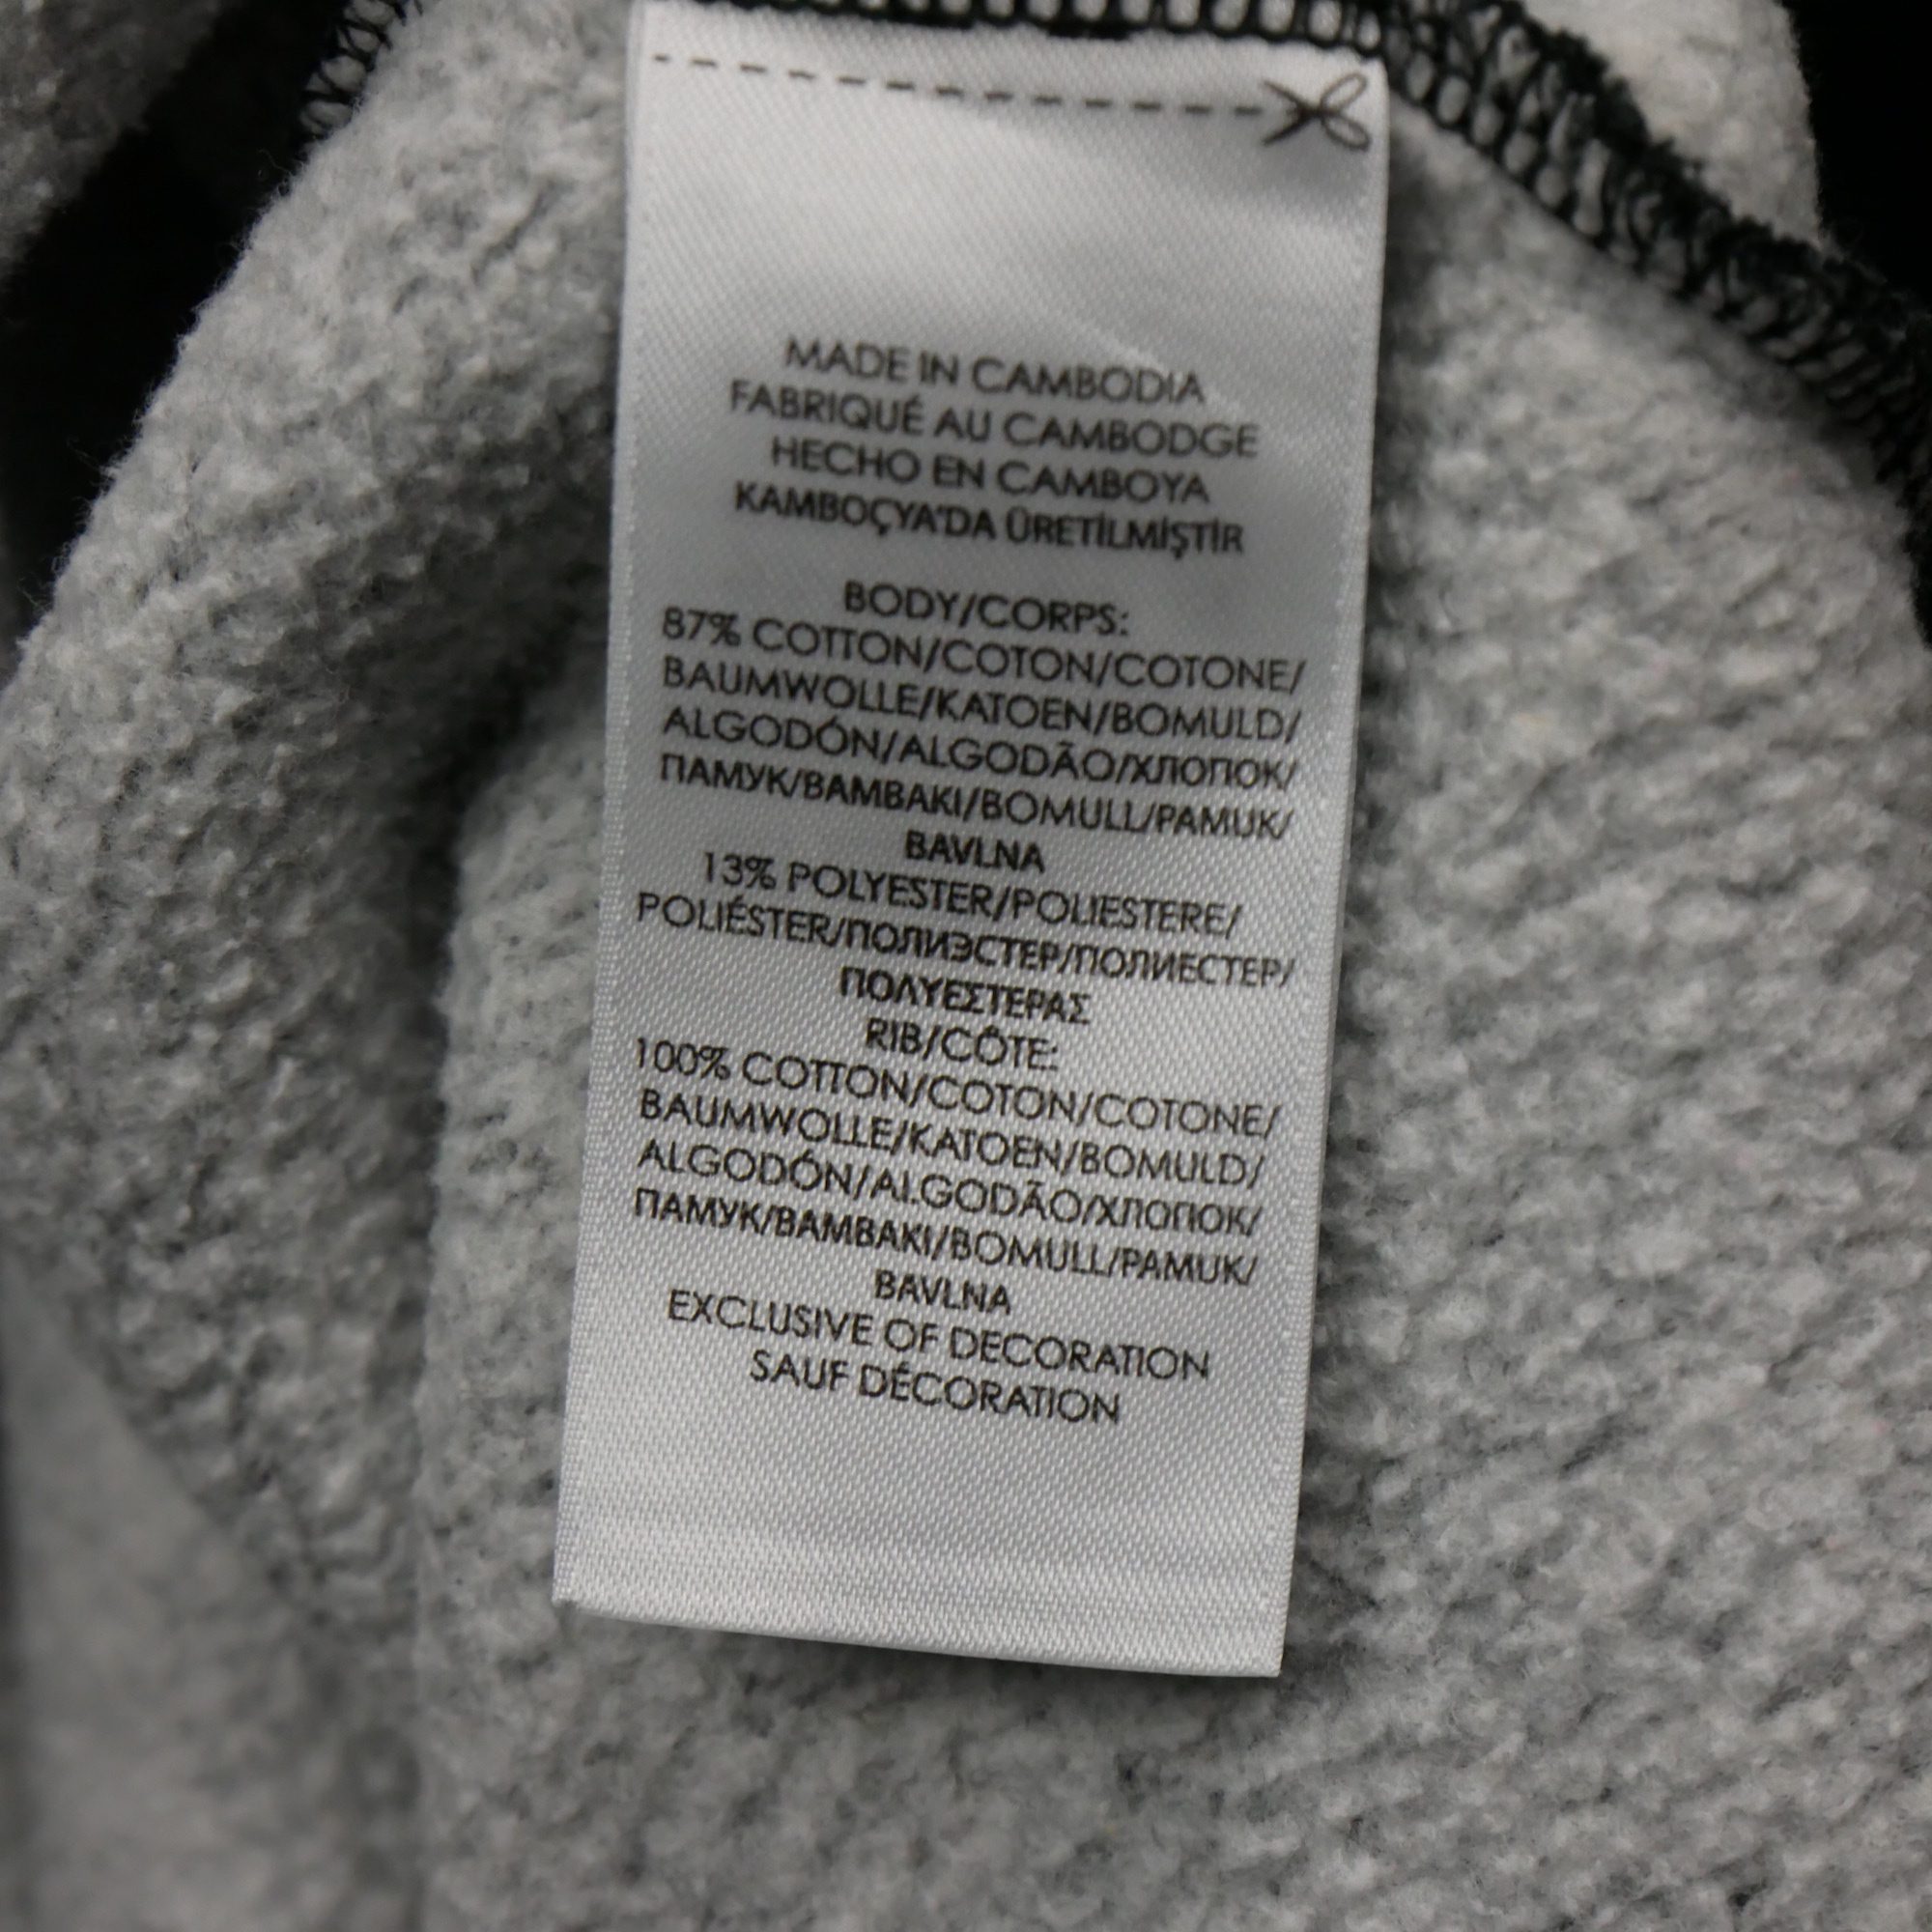 MADE IN CAMBODIA
FABRIQUÉ AU CAMBODGE
HECHO EN CAMBOYA
KAMBOÇYA'DA ÜRETİLMİŞTİR
BODY/CORPS:
87% COTTON/COTON/COTONE/
BAUMWOLLE/KATOEN/BOMULD/
ALGODÓN/ALGODÃO/ХЛОПОК/
ПАМУК/ΒΑΜΒΑΚΙ/BOMULL/PAMUK/
BAVLNA
13% POLYESTER/POLIESTERE/
POLIÉSTER/ПОЛИЭСТЕР/ПОЛИЕСТЕР/
ΠΟΛΥΕΣΤΕΡΑΣ
RIB/CÔTE:
100% COTTON/COTON/COTONE/
BAUMWOLLE/KATOEN/BOMULD/
ALGODÓN/ALGODÃO/ХЛОПОК/
ПАМУК/ΒΑΜΒΑΚΙ/BOMULL/PAMUK/
BAVLNA
EXCLUSIVE OF DECORATION
SAUF DÉCORATION